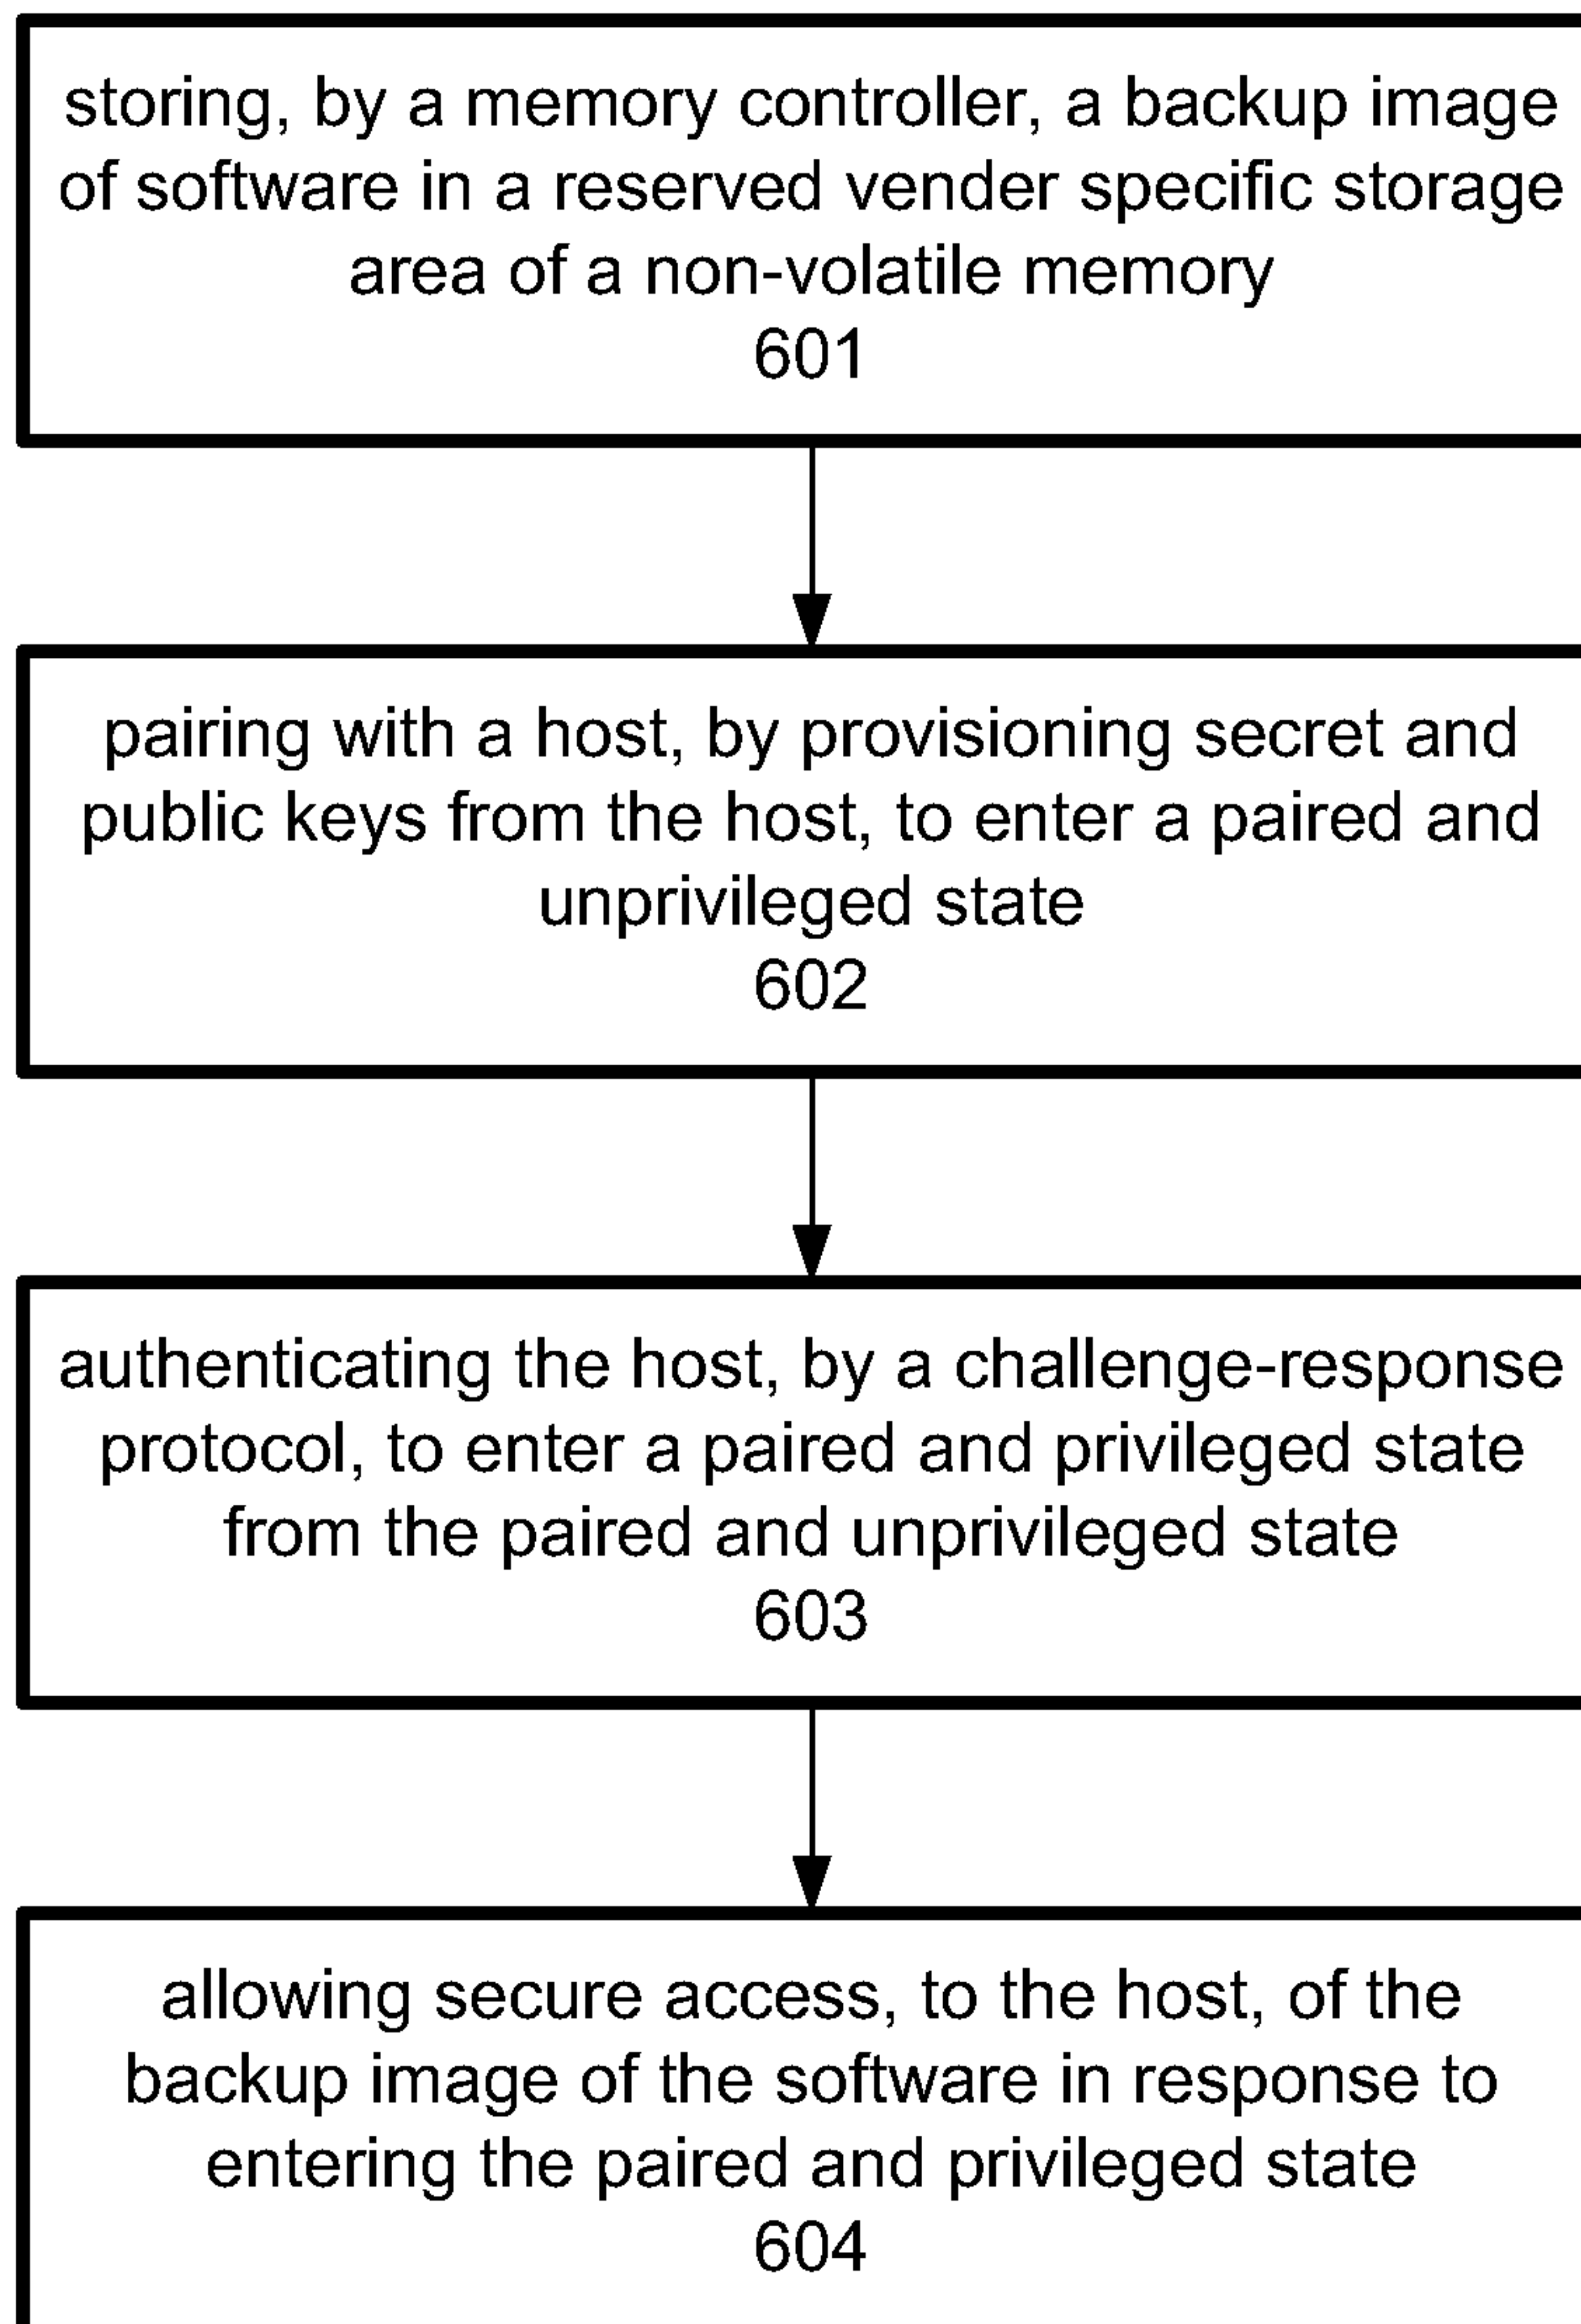 storing, by a memory controller, a backup image
of software in a reserved vender specific storage
area of a non-volatile memory
601
pairing with a host, by provisioning secret and
public keys from the host, to enter a paired and
unprivileged state
602
authenticating the host, by a challenge-response
protocol, to enter a paired and privileged state
from the paired and unprivileged state
603
allowing secure access, to the host, of the
backup image of the software in response to
entering the paired and privileged state
604